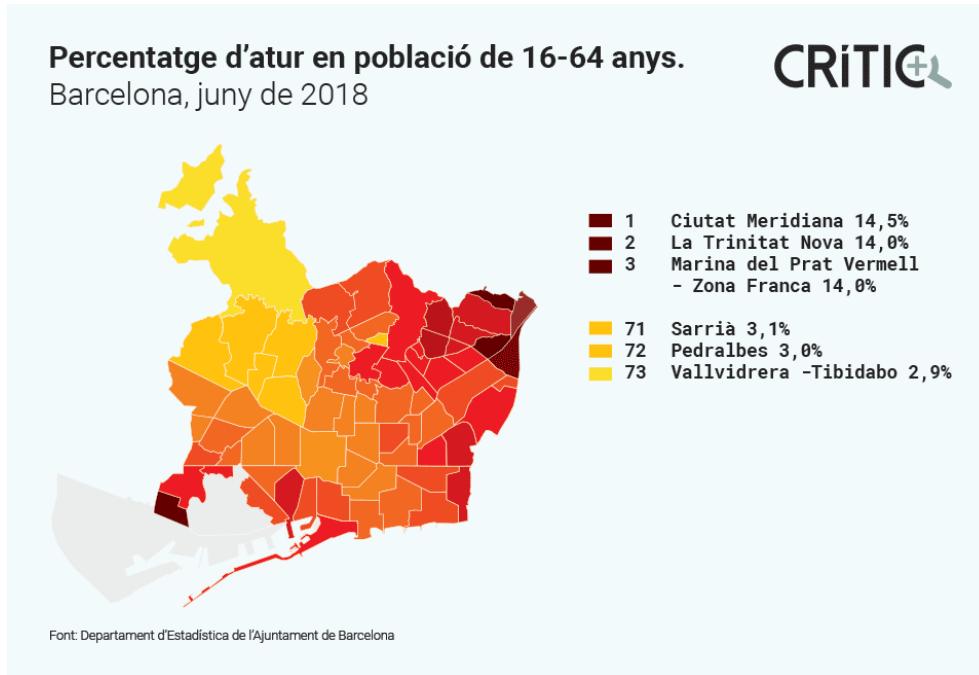 Percentatge d'atur en població de 16-64 anys.
Barcelona, juny de 2018
CRÍTIC
1 Ciutat Meridiana 14,5%
2 La Trinitat Nova 14,0%
3 Marina del Prat Vermell
- Zona Franca 14,0%
71 Sarrià 3,1%
72 Pedralbes 3,0%
73 Vallvidrera -Tibidabo 2,9%
Font: Departament d'Estadística de l'Ajuntament de Barcelona